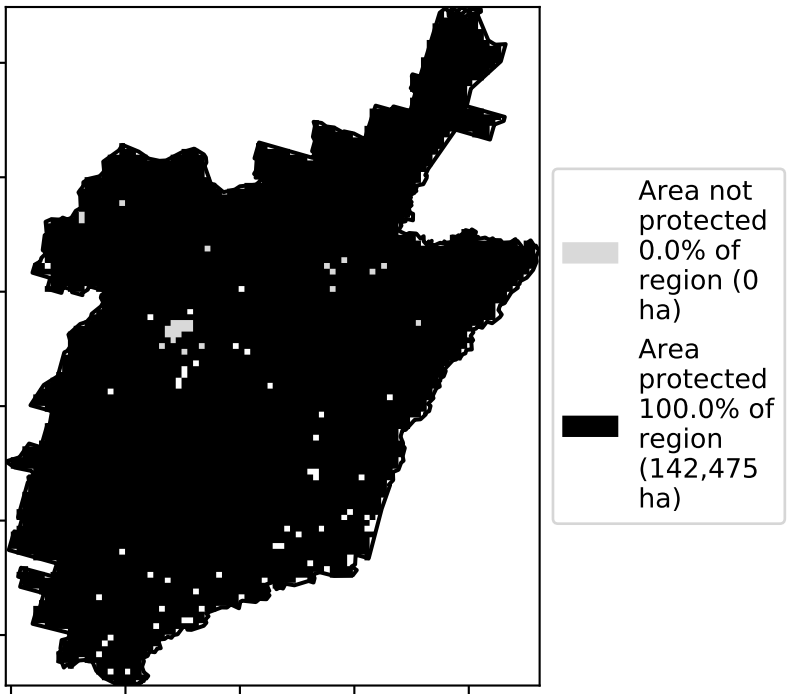 Area not
protected
0.0% of
region (0
ha)
Area
protected
100.0% of
region
(142,475
ha)